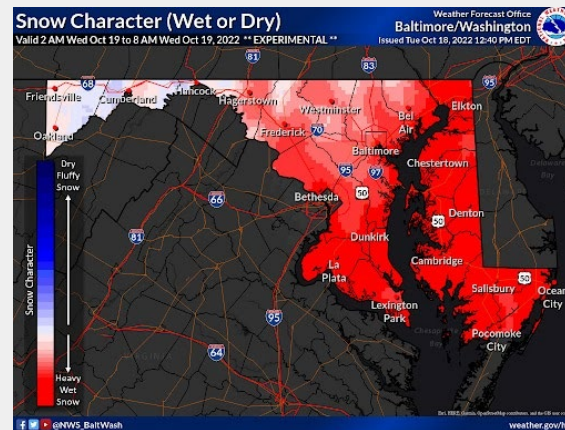 Snow Character (Wet or Dry)
Valid 2 AM Wed Oct 19 to 8 AM Wed Oct 19, 2022 ** EXPERIMENTAL **
Weather Forecast Office
Baltimore/Washington
Issued Tue Oct 18, 2022 12:40 PM EDT
81
83
68
95
Friendsville
Cumberland
Hancock
Hagerstown
Westminster
Bel
Air
Elkton
Oakland
Frederick
70
Baltimore
Chestertown
95
97
Bethesda
50
66
50
Denton
81
Dunkirk
La
Plata
Cambridge
50
Salisbury
Ocean
City
95
Lexington
Park
Pocomoke
City
64
Snow Character
Dry
Fluffy
Snow
Heavy
Wet
Snow
@NWS_BaltWash
weather.gov/